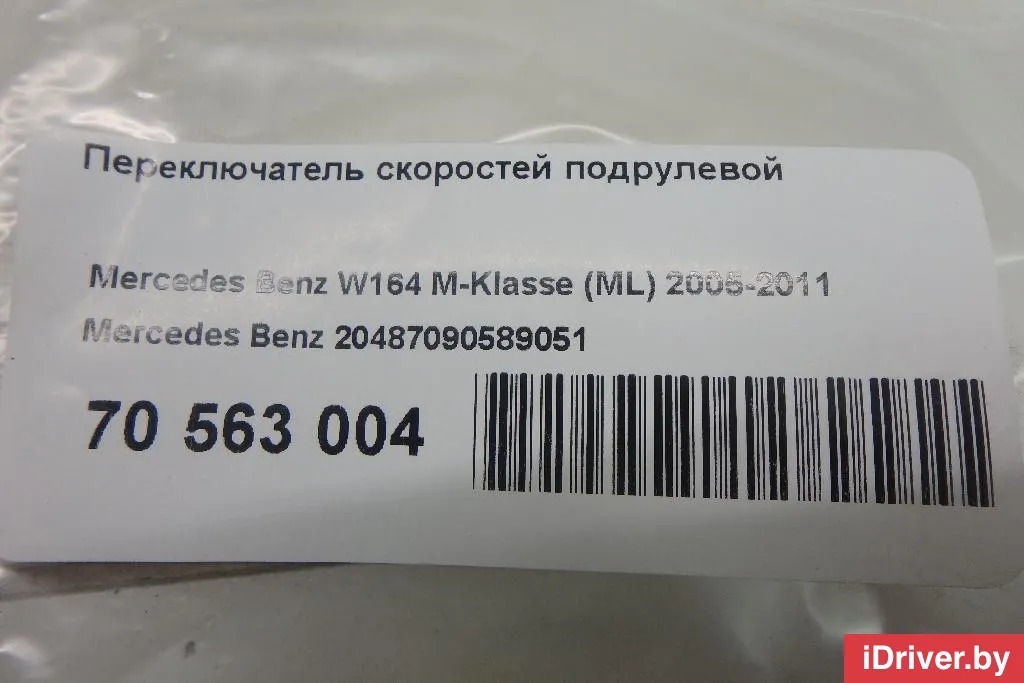 Переключатель скоростей подрулевой
Mercedes Benz W164 M-Klasse (ML) 2005-2011
Mercedes Benz 20487090589051
70 563 004
iDriver.by